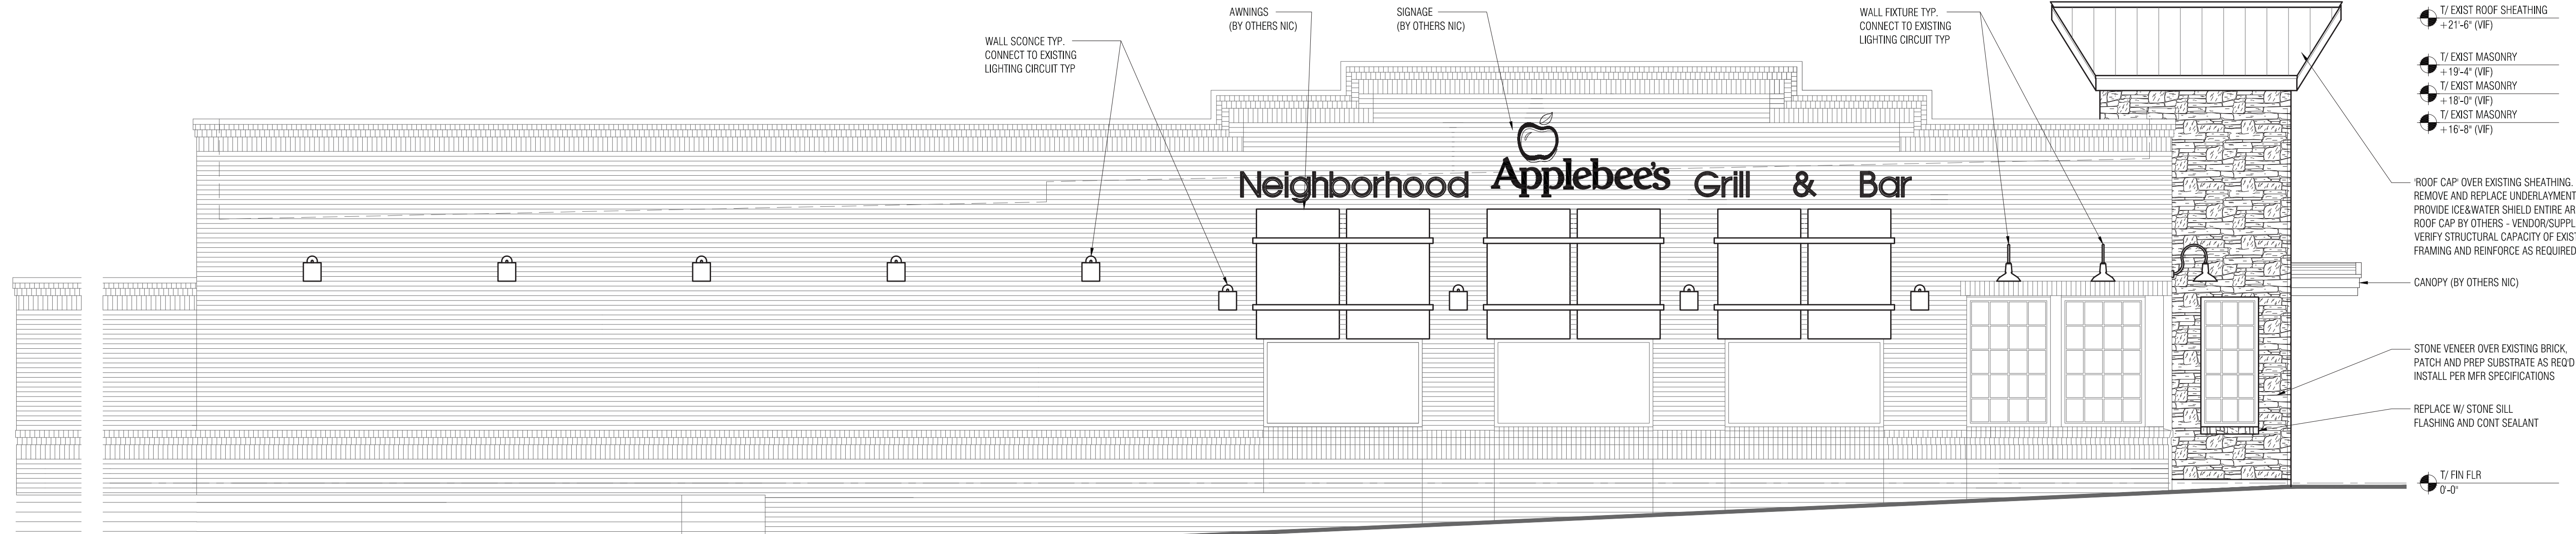 AWNINGS
(BY OTHERS NIC)
SIGNAGE
(BY OTHERS NIC)
WALL SCONCE TYP.
CONNECT TO EXISTING
LIGHTING CIRCUIT TYP
WALL FIXTURE TYP.
CONNECT TO EXISTING
LIGHTING CIRCUIT TYP
T/ EXIST ROOF SHEATHING
+21'-6" (VIF)
T/ EXIST MASONRY
+19'-4" (VIF)
T/ EXIST MASONRY
+18'-0" (VIF)
T/ EXIST MASONRY
+16'-8" (VIF)
Neighborhood Applebee's Grill & Bar
'ROOF CAP' OVER EXISTING SHEATHING.
REMOVE AND REPLACE UNDERLAYMENT
PROVIDE ICE&WATER SHIELD ENTIRE AR
ROOF CAP BY OTHERS - VENDOR/SUPPL
VERIFY STRUCTURAL CAPACITY OF EXIST
FRAMING AND REINFORCE AS REQUIRED
CANOPY (BY OTHERS NIC)
STONE VENEER OVER EXISTING BRICK,
PATCH AND PREP SUBSTRATE AS REQ'D
INSTALL PER MFR SPECIFICATIONS
REPLACE W/ STONE SILL
FLASHING AND CONT SEALANT
T/ FIN FLR
0'-0"